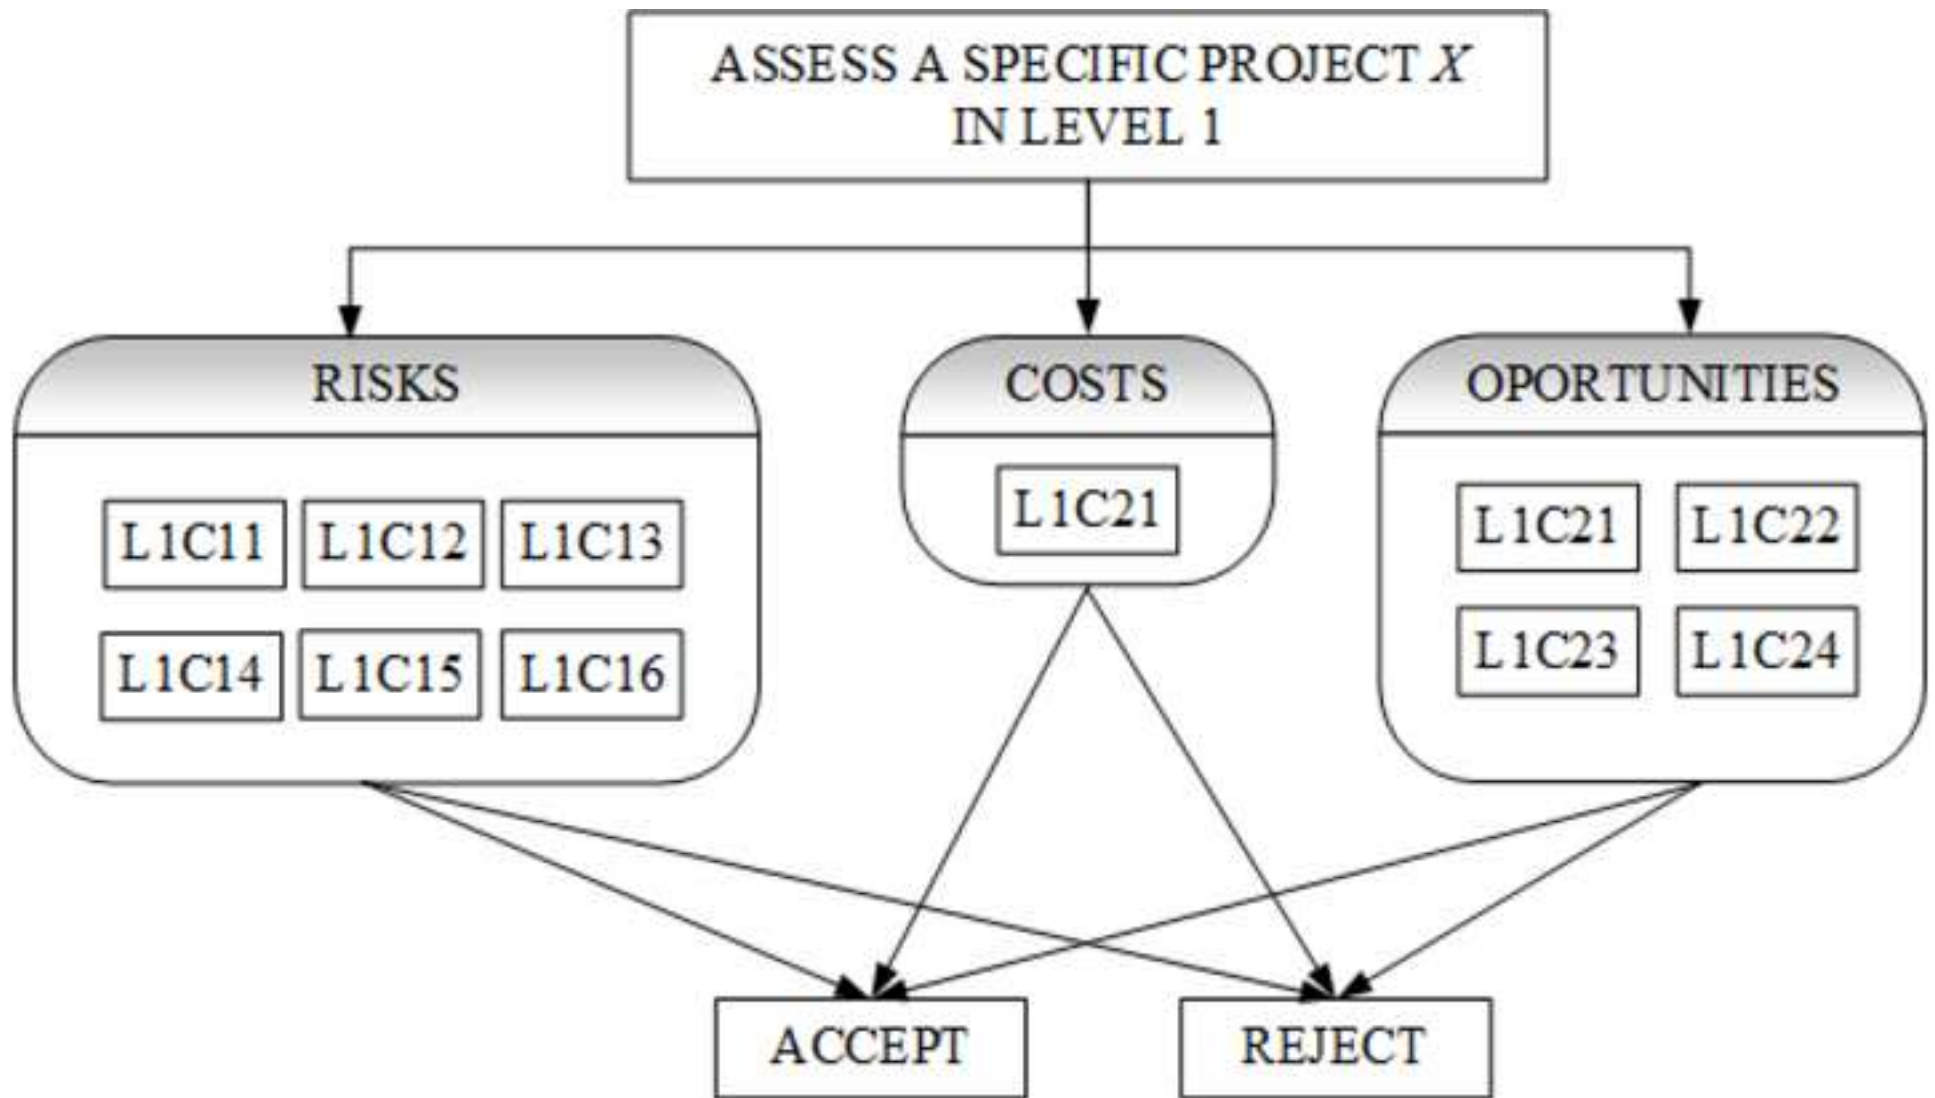 ASSESS A SPECIFIC PROJECT X
IN LEVEL 1
RISKS
L1C11 L1C12 L1C13
L1C14 L1C15 L1C16
COSTS
L1C21
OPORTUNITIES
L1C21 L1C22
L1C23 L1C24
ACCEPT
REJECT